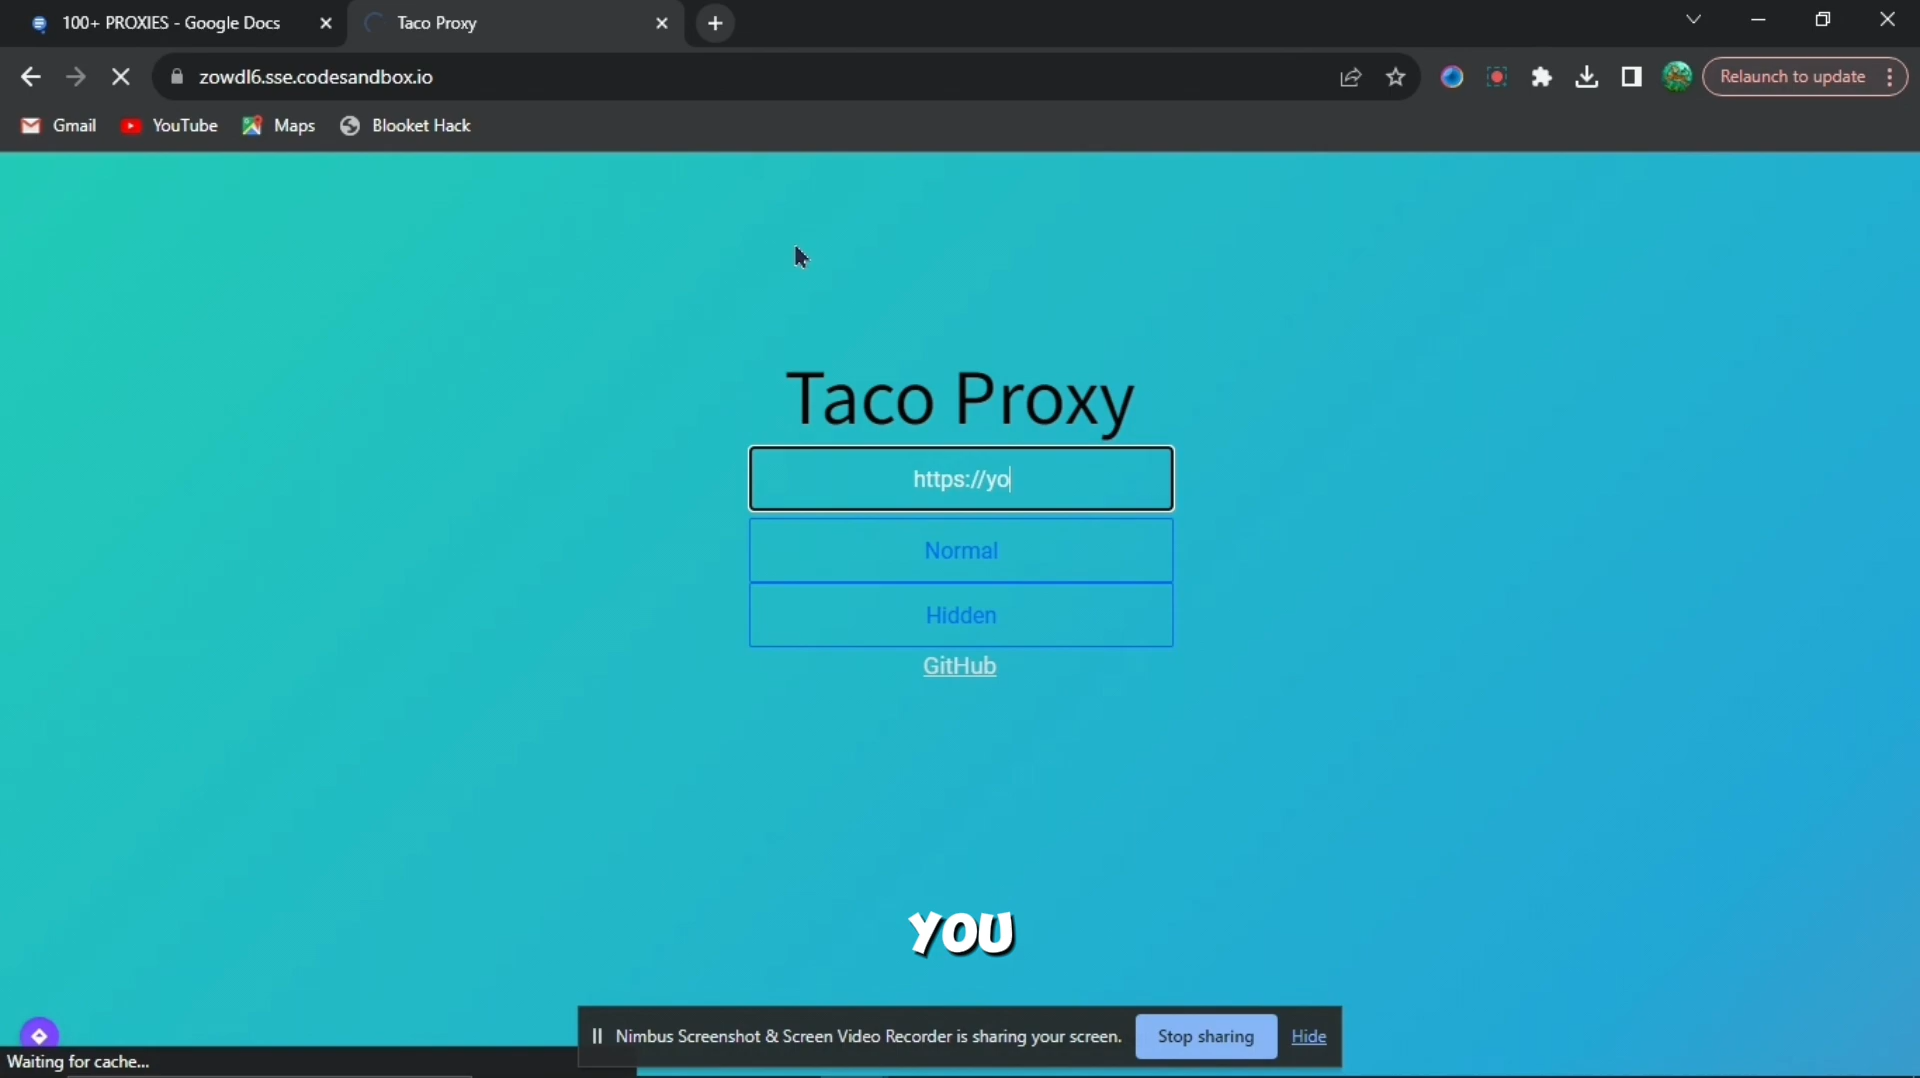 100+ PROXIES - Google Docs
Taco Proxy
zowdl6.sse.codesandbox.io
Relaunch to update
Gmail
YouTube
Maps
Blooket Hack
Taco Proxy
https://yo
Normal
Hidden
GitHub
YOU
Nimbus Screenshot & Screen Video Recorder is sharing your screen.
Stop sharing
Hide
Waiting for cache...